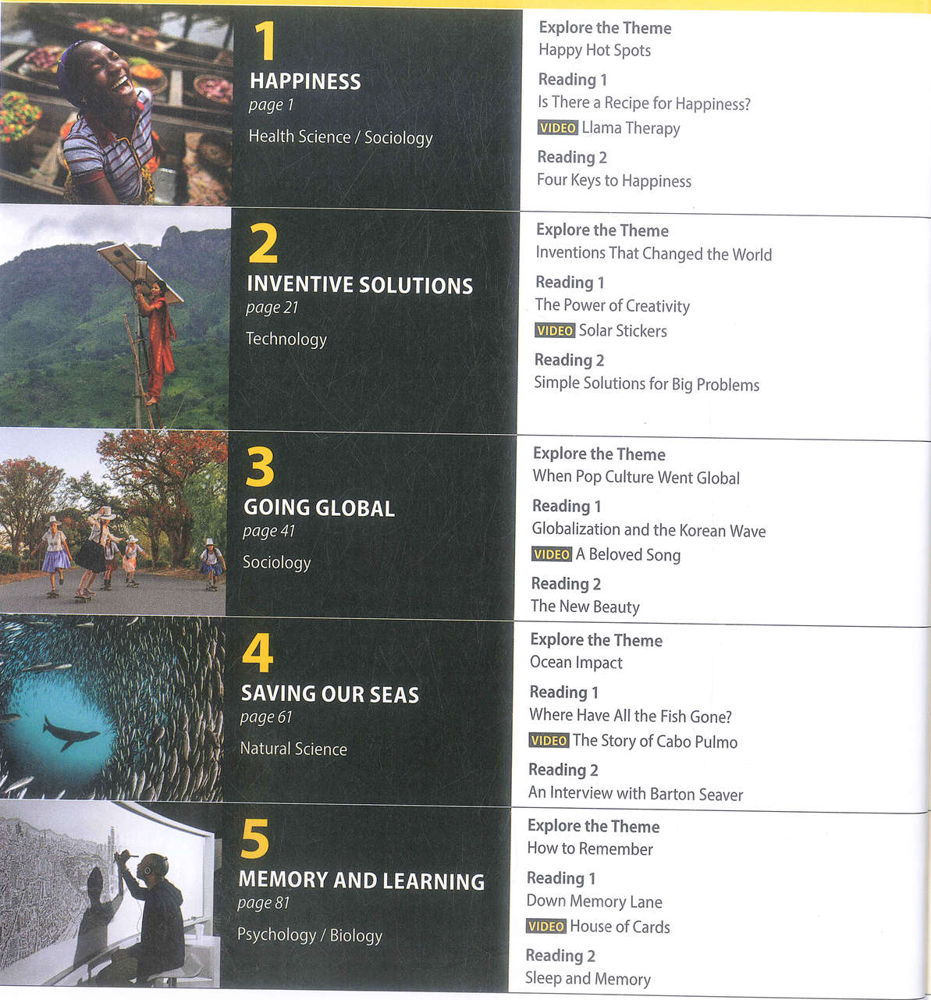 1
HAPPINESS
page 1
Health Science / Sociology
Explore the Theme
Happy Hot Spots
Reading 1
Is There a Recipe for Happiness?
VIDEO Llama Therapy
Reading 2
Four Keys to Happiness
2
INVENTIVE SOLUTIONS
page 21
Technology
Explore the Theme
Inventions That Changed the World
Reading 1
The Power of Creativity
VIDEO Solar Stickers
Reading 2
Simple Solutions for Big Problems
3
GOING GLOBAL
page 41
Sociology
Explore the Theme
When Pop Culture Went Global
Reading 1
Globalization and the Korean Wave
VIDEO A Beloved Song
Reading 2
The New Beauty
4
SAVING OUR SEAS
page 61
Natural Science
Explore the Theme
Ocean Impact
Reading 1
Where Have All the Fish Gone?
VIDEO The Story of Cabo Pulmo
Reading 2
An Interview with Barton Seaver
5
MEMORY AND LEARNING
page 81
Psychology / Biology
Explore the Theme
How to Remember
Reading 1
Down Memory Lane
VIDEO House of Cards
Reading 2
Sleep and Memory